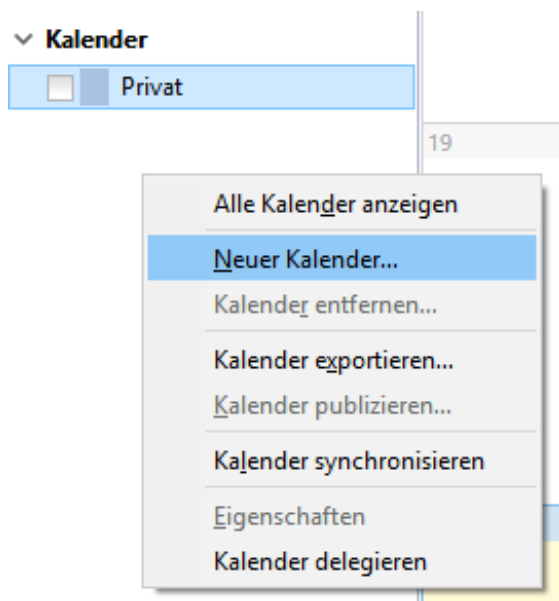 Kalender
Privat
19
Alle Kalender anzeigen
Neuer Kalender...
Kalender entfernen...
Kalender exportieren...
Kalender publizieren...
Kalender synchronisieren
Eigenschaften
Kalender delegieren